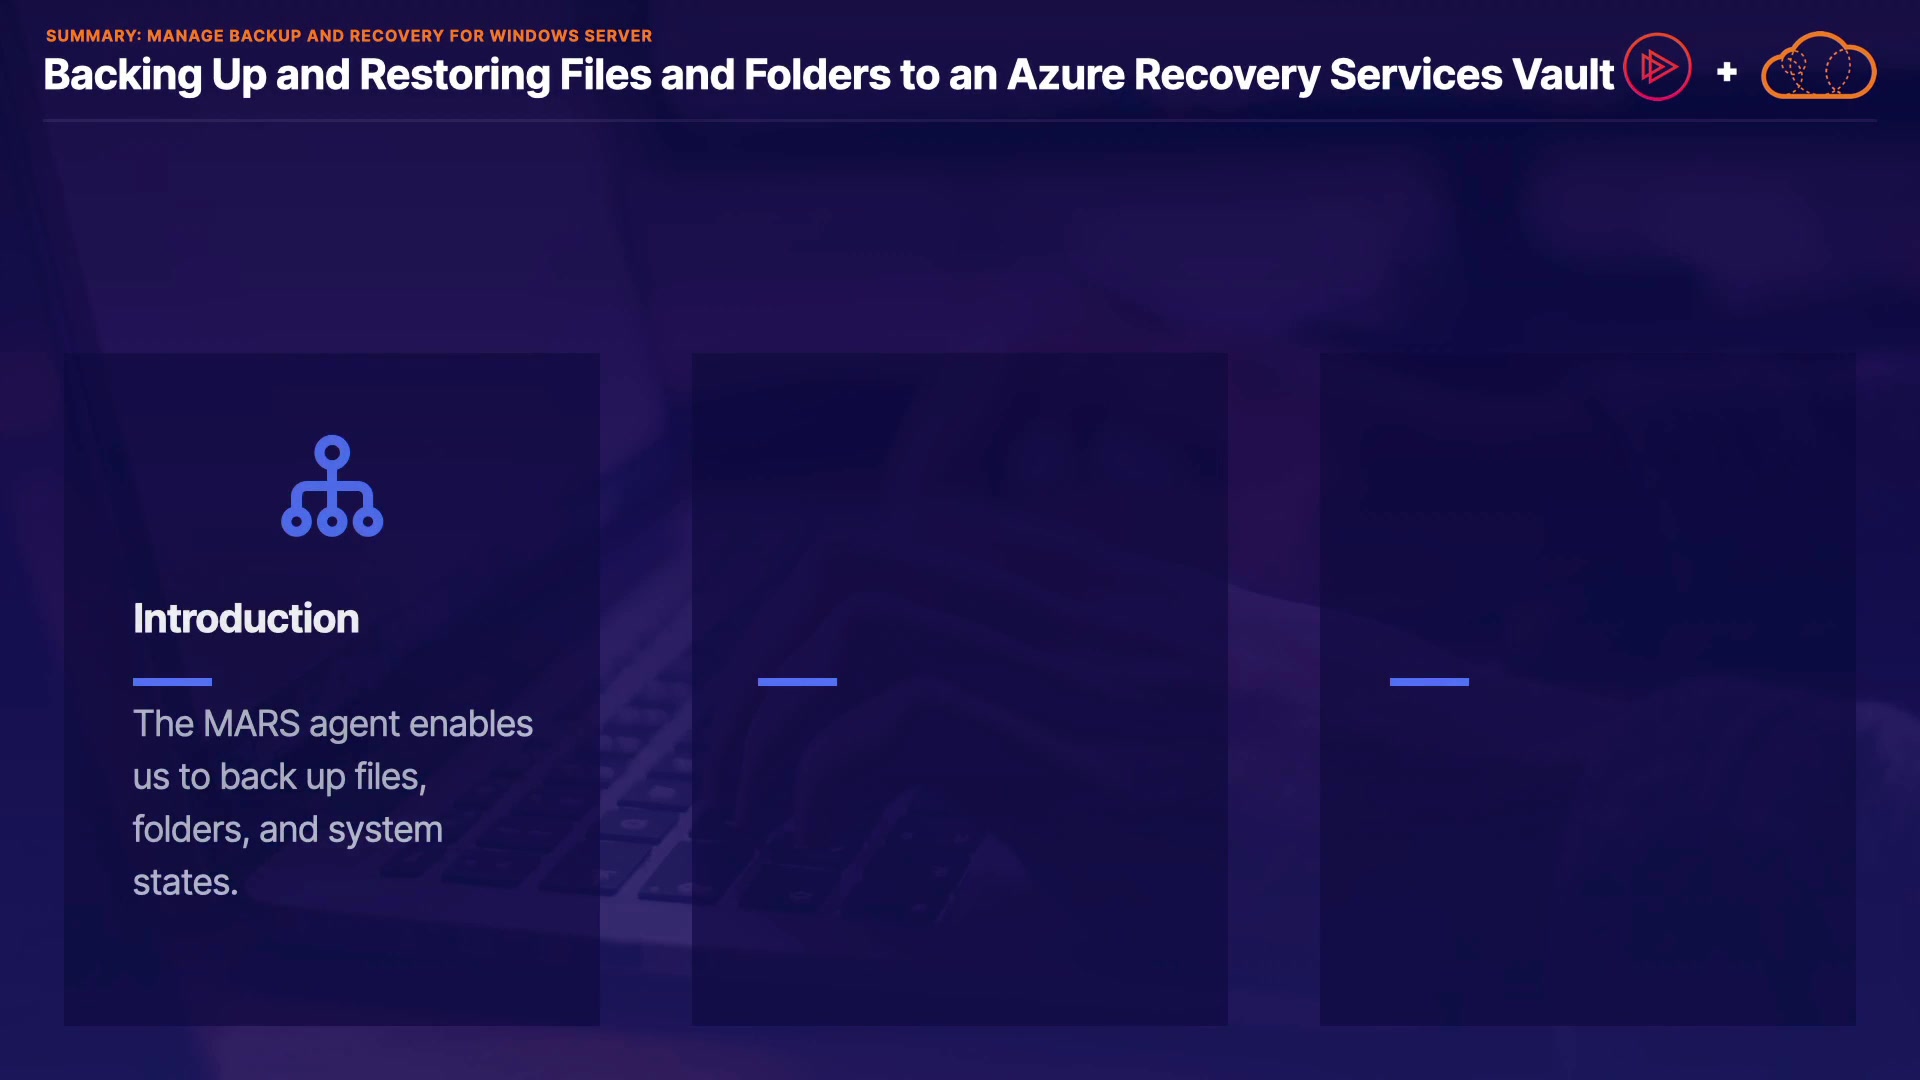 SUMMARY: MANAGE BACKUP AND RECOVERY FOR WINDOWS SERVER
Backing Up and Restoring Files and Folders to an Azure Recovery Services Vault
+
Introduction
The MARS agent enables
us to back up files,
folders, and system
states.